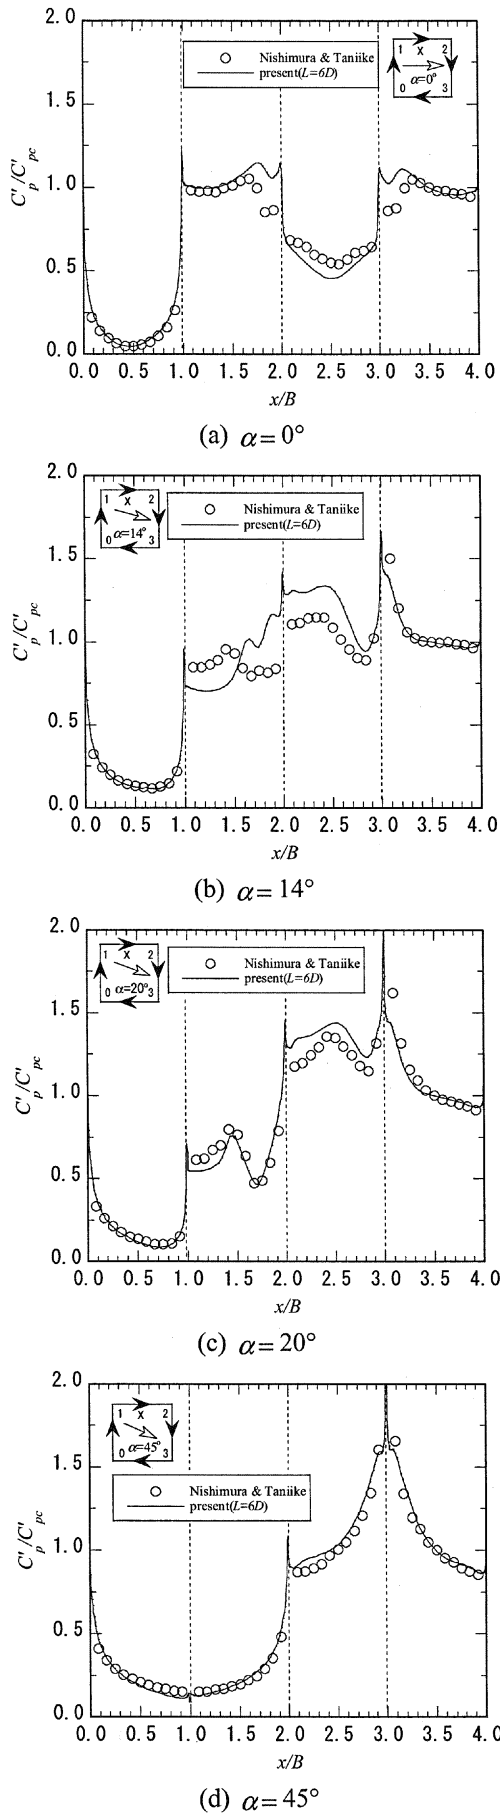 2.0
1.5
1.0
0.5
0.0
C'p/C'pc
Nishimura & Taniike
present(L=6D)
1 x 2
α=0°
0 3
0.0 0.5 1.0 1.5 2.0 2.5 3.0 3.5 4.0
x/B
(a) α=0°
2.0
1.5
1.0
0.5
0.0
C'p/C'pc
1 x 2
α=14°
0 3
Nishimura & Taniike
present(L=6D)
0.0 0.5 1.0 1.5 2.0 2.5 3.0 3.5 4.0
x/B
(b) α=14°
2.0
1.5
1.0
0.5
0.0
C'p/C'pc
1 x 2
0 α=20° 3
Nishimura & Taniike
present(L=6D)
0.0 0.5 1.0 1.5 2.0 2.5 3.0 3.5 4.0
x/B
(c) α=20°
2.0
1.5
1.0
0.5
0.0
C'p/C'pc
1 x 2
α=45°
0 3
Nishimura & Taniike
present(L=6D)
0.0 0.5 1.0 1.5 2.0 2.5 3.0 3.5 4.0
x/B
(d) α=45°